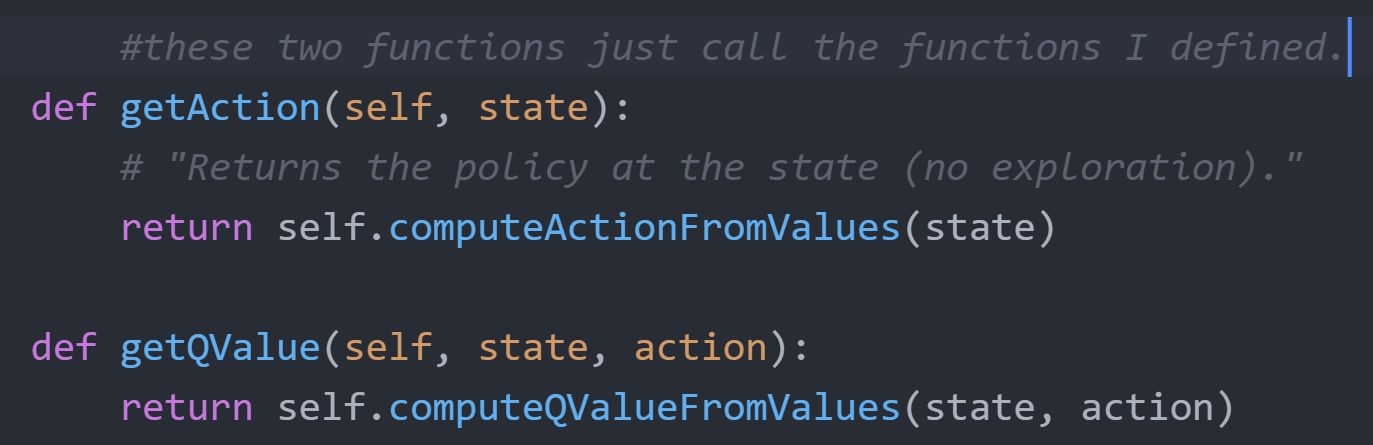 #these two functions just call the functions I defined.
def getAction(self, state):
# "Returns the policy at the state (no exploration)."
return self.computeActionFromValues(state)
def getQValue(self, state, action):
return self.computeQValueFromValues(state, action)